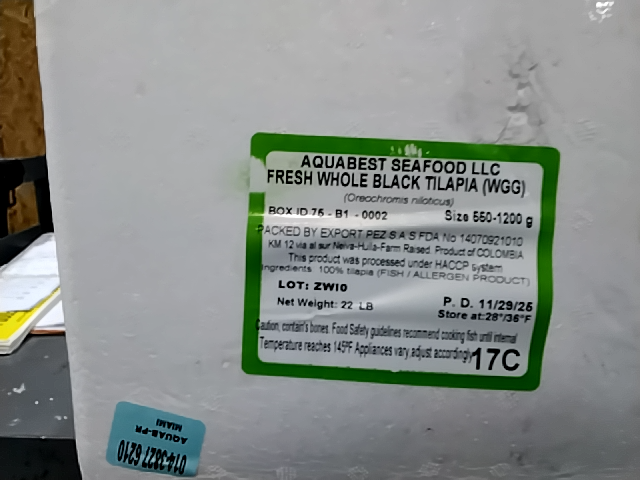 AQUABEST SEAFOOD LLC
FRESH WHOLE BLACK TILAPIA (WGG)
(Oreochromis niloticus)
BOX ID 75 - B1 - 0002 Size 550-1200 g
PACKED BY EXPORT PEZ S A S FDA No 14070921010
KM 12 via al sur Neiva-Huila-Farm Raised. Product of COLOMBIA
This product was processed under HACCP system
Ingredients 100% tilapia (FISH / ALLERGEN PRODUCT)
LOT: ZWI0
Net Weight: 22 LB P. D. 11/29/25
Store at:28°/36°F
Caution, contain's bones. Food Safety guidelines recommend cooking fish until internal
Temperature reaches 145°F Appliances vary,adjust accordingly 17C
014-3827 6210
AQUAB-PR
MIAMI